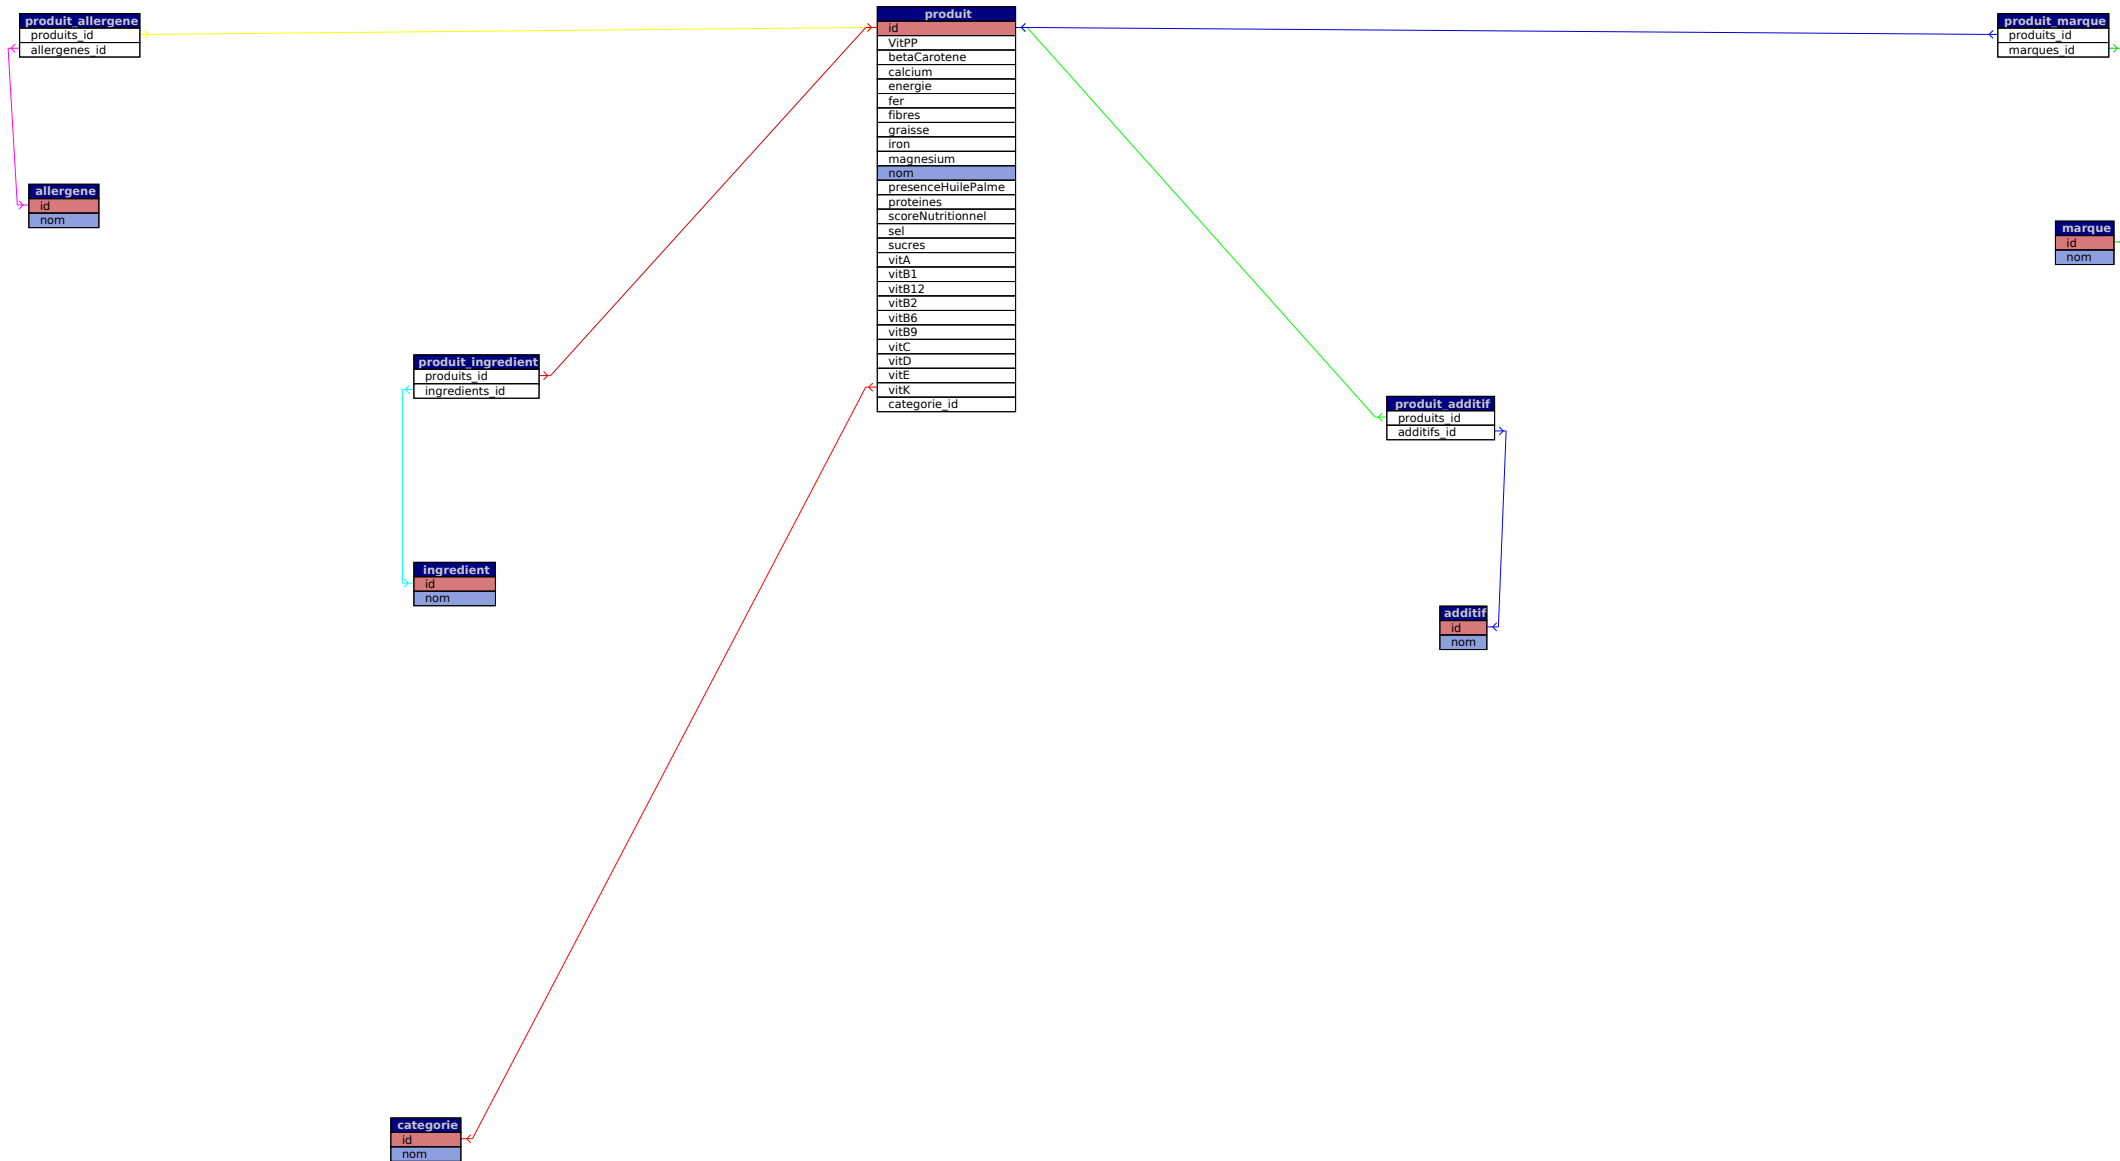 produit_allergene
produits_id
allergenes_id
produit
id
VitPP
betaCarotene
calcium
energie
fer
fibres
graisse
iron
magnesium
nom
presenceHuilePalme
proteines
scoreNutritionnel
sel
sucres
vitA
vitB1
vitB12
vitB2
vitB6
vitB9
vitC
vitD
vitE
vitK
categorie_id
produit_marque
produits_id
marques_id
allergene
id
nom
marque
id
nom
produit_ingredient
produits_id
ingredients_id
produit_additif
produits_id
additifs_id
ingredient
id
nom
additif
id
nom
categorie
id
nom